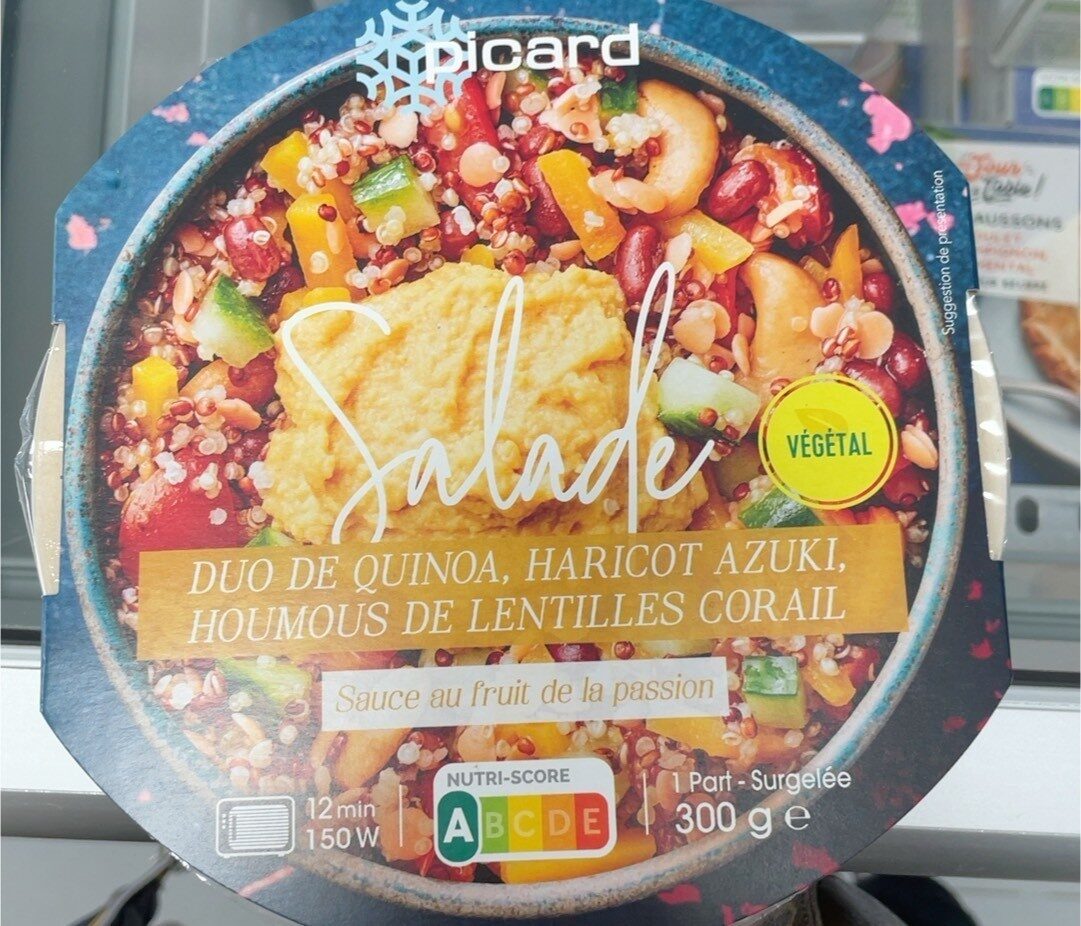 picard
Suggestion de présentation
Salade
VÉGÉTAL
DUO DE QUINOA, HARICOT AZUKI,
HOUMOUS DE LENTILLES CORAIL
Sauce au fruit de la passion
12 min
150 W
NUTRI-SCORE
A B C D E
1 Part - Surgelée
300 g e